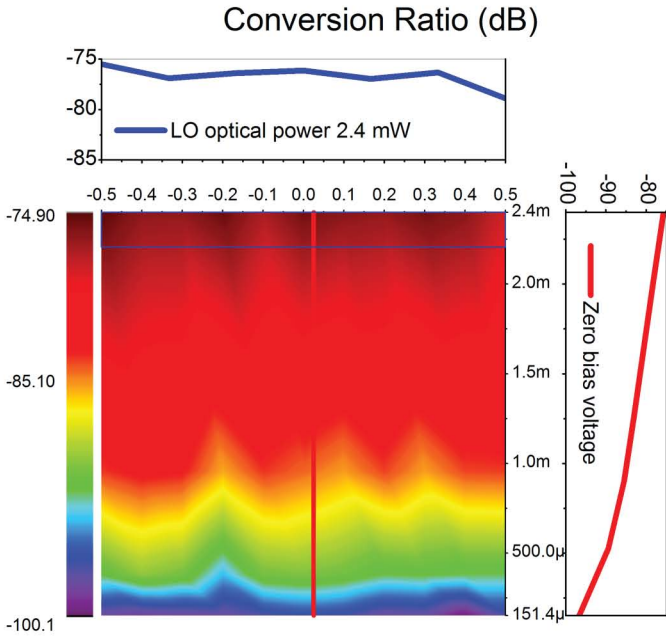 Conversion Ratio (dB)
-75
-80
-85
LO optical power 2.4 mW
-0.5 -0.4 -0.3 -0.2 -0.1 0.0 0.1 0.2 0.3 0.4 0.5
-100 -90 -80
-74.90
-85.10
-100.1
2.4m
2.0m
1.5m
1.0m
500.0µ
151.4µ
Zero bias voltage